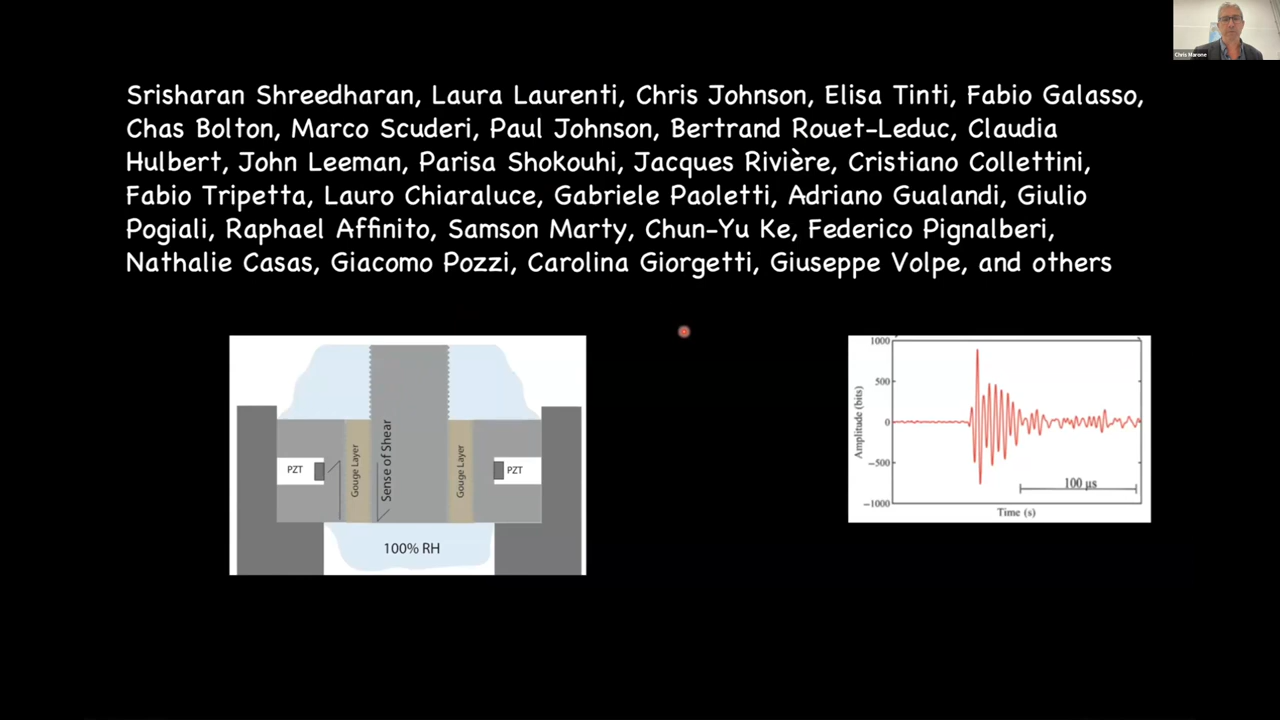 Chris Marone
Srisharan Shreedharan, Laura Laurenti, Chris Johnson, Elisa Tinti, Fabio Galasso,
Chas Bolton, Marco Scuderi, Paul Johnson, Bertrand Rouet-Leduc, Claudia
Hulbert, John Leeman, Parisa Shokouhi, Jacques Rivière, Cristiano Collettini,
Fabio Tripetta, Lauro Chiaraluce, Gabriele Paoletti, Adriano Gualandi, Giulio
Pogiali, Raphael Affinito, Samson Marty, Chun-Yu Ke, Federico Pignalberi,
Nathalie Casas, Giacomo Pozzi, Carolina Giorgetti, Giuseppe Volpe, and others
PZT
Gouge Layer
Sense of Shear
Gouge Layer
PZT
100% RH
Amplitude (bits)
1000
500
0
−500
−1000
100 µs
Time (s)